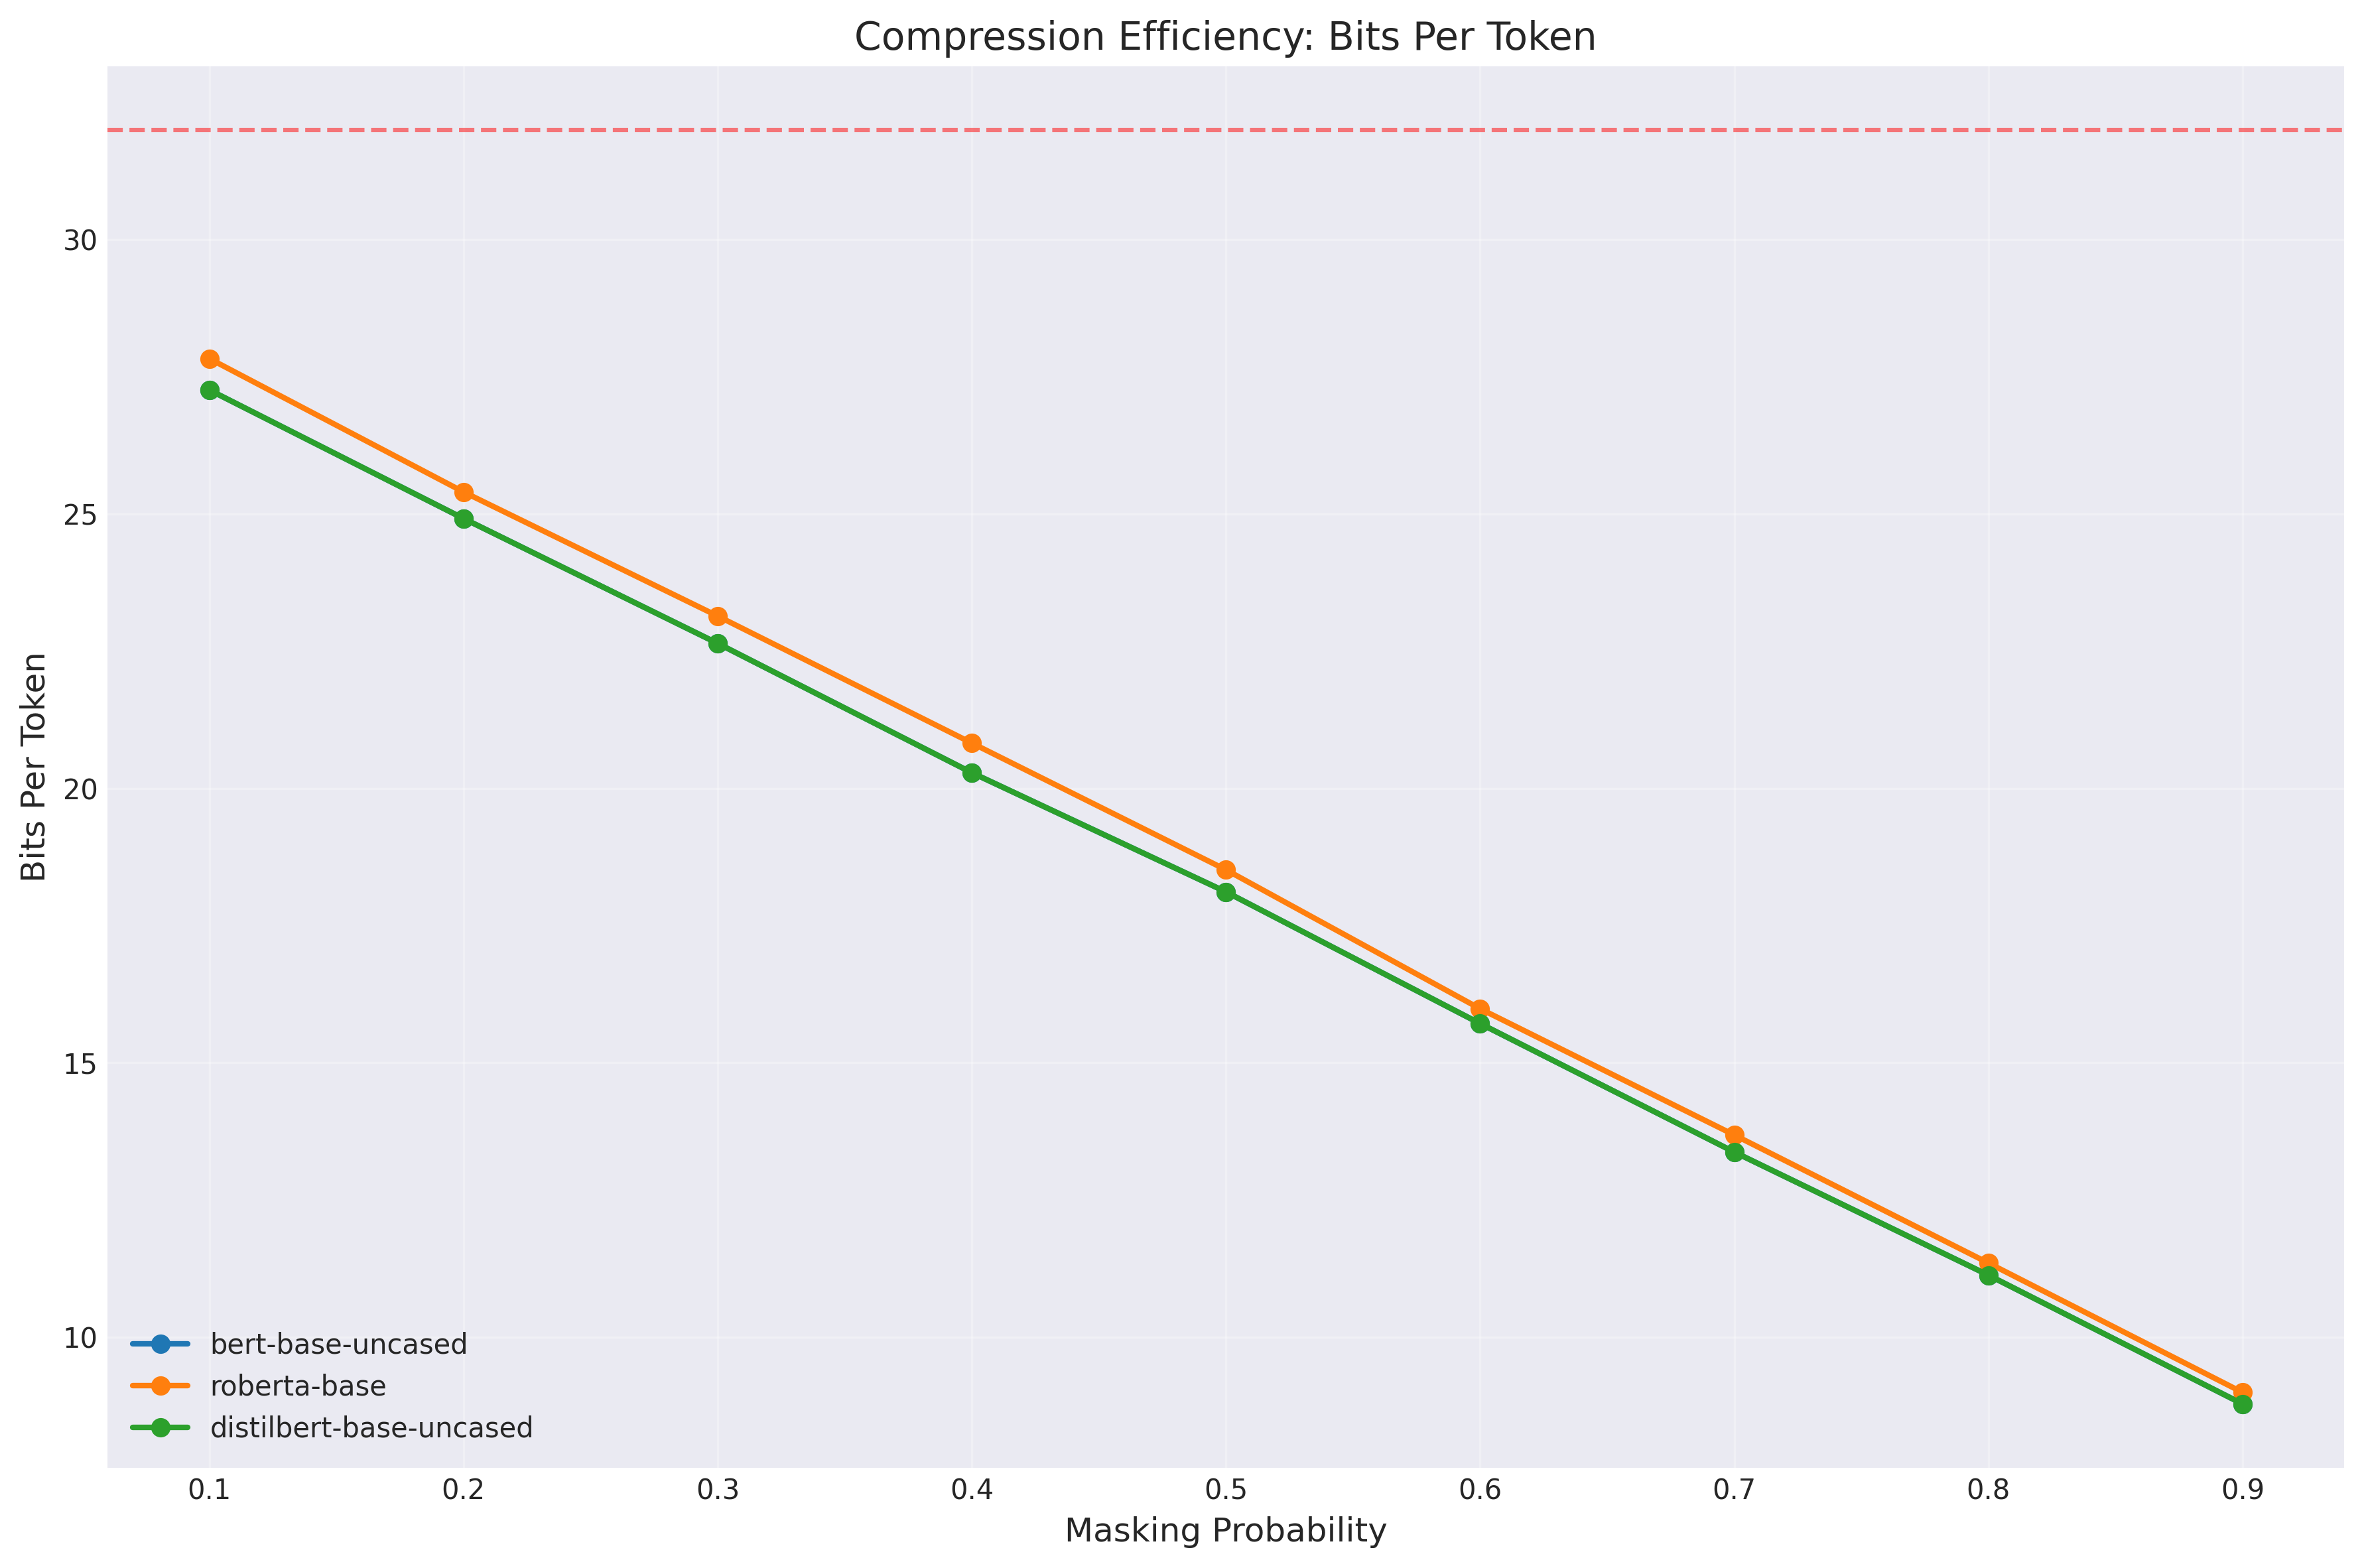 Compression Efficiency: Bits Per Token
Bits Per Token
30
25
20
15
10
bert-base-uncased
roberta-base
distilbert-base-uncased
0.1 0.2 0.3 0.4 0.5 0.6 0.7 0.8 0.9
Masking Probability